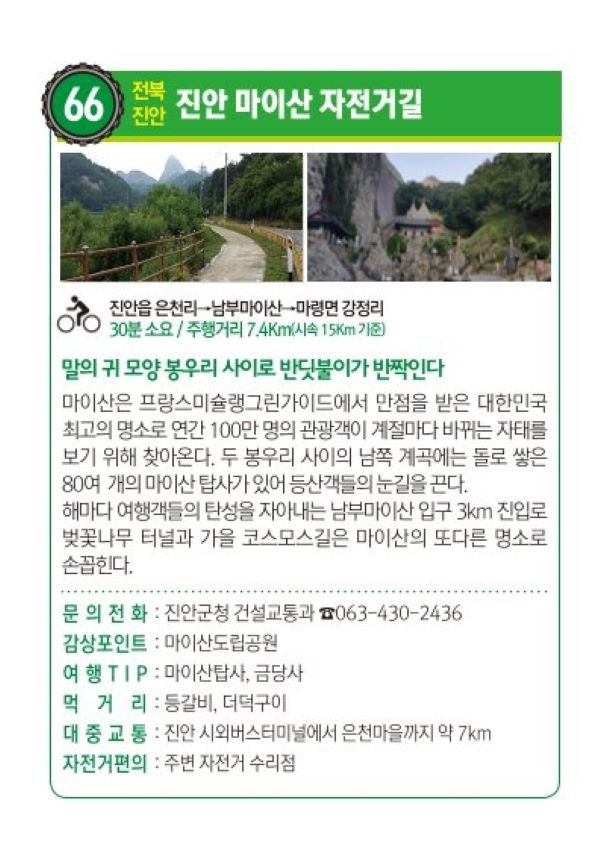 66 전북 진안 진안 마이산 자전거길
진안읍 은천리→남부마이산→마령면 강정리
30분 소요 / 주행거리 7.4Km(시속 15Km 기준)
말의 귀 모양 봉우리 사이로 반딧불이가 반짝인다
마이산은 프랑스미슐랭그린가이드에서 만점을 받은 대한민국
최고의 명소로 연간 100만 명의 관광객이 계절마다 바뀌는 자태를
보기 위해 찾아온다. 두 봉우리 사이의 남쪽 계곡에는 돌로 쌓은
80여 개의 마이산 탑사가 있어 등산객들의 눈길을 끈다.
해마다 여행객들의 탄성을 자아내는 남부마이산 입구 3km 진입로
벚꽃나무 터널과 가을 코스모스길은 마이산의 또다른 명소로
손꼽힌다.
문의전화 : 진안군청 건설교통과 ☎063-430-2436
감상포인트 : 마이산도립공원
여행TIP : 마이산탑사, 금당사
먹거리 : 등갈비, 더덕구이
대중교통 : 진안 시외버스터미널에서 은천마을까지 약 7km
자전거편의 : 주변 자전거 수리점